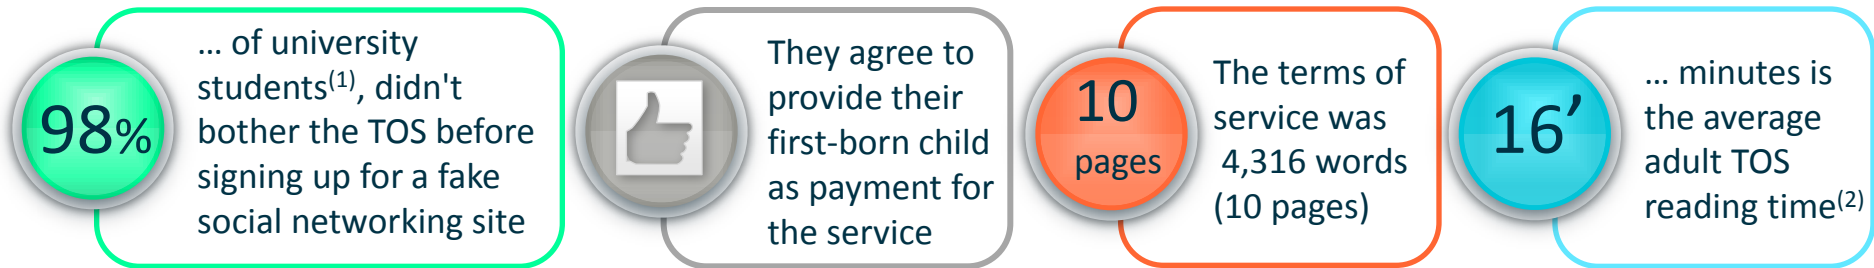 98%
… of university
students(1), didn't
bother the TOS before
signing up for a fake
social networking site
They agree to
provide their
first-born child
as payment for
the service
10
pages
The terms of
service was
4,316 words
(10 pages)
16’
… minutes is
the average
adult TOS
reading time(2)